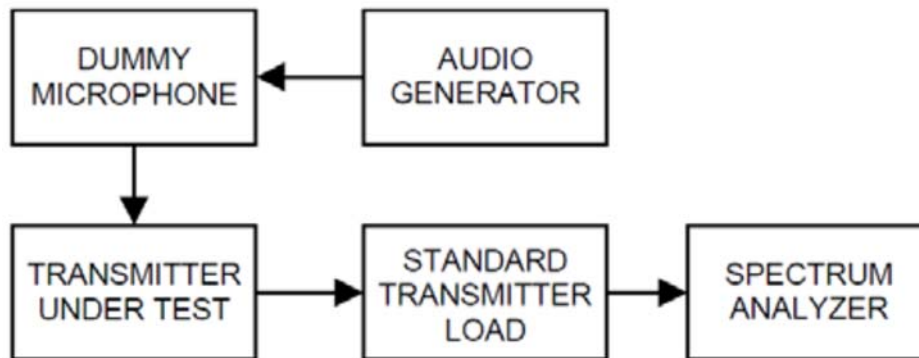 DUMMY
MICROPHONE
AUDIO
GENERATOR
TRANSMITTER
UNDER TEST
STANDARD
TRANSMITTER
LOAD
SPECTRUM
ANALYZER